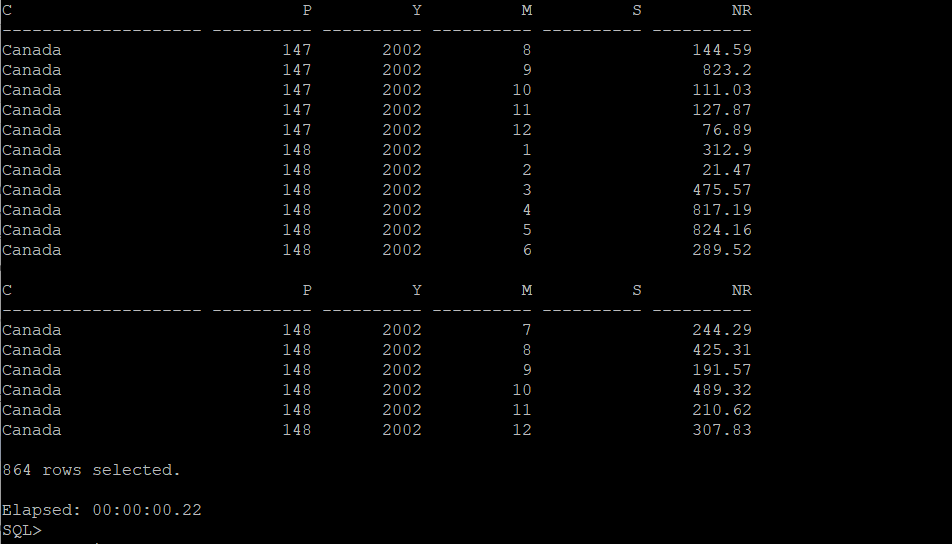 C                              P          Y          M          S         NR
-------------------- ---------- ---------- ---------- ---------- ----------
Canada                      147       2002          8                144.59
Canada                      147       2002          9                 823.2
Canada                      147       2002         10                111.03
Canada                      147       2002         11                127.87
Canada                      147       2002         12                 76.89
Canada                      148       2002          1                 312.9
Canada                      148       2002          2                 21.47
Canada                      148       2002          3                475.57
Canada                      148       2002          4                817.19
Canada                      148       2002          5                824.16
Canada                      148       2002          6                289.52
C                              P          Y          M          S         NR
-------------------- ---------- ---------- ---------- ---------- ----------
Canada                      148       2002          7                244.29
Canada                      148       2002          8                425.31
Canada                      148       2002          9                191.57
Canada                      148       2002         10                489.32
Canada                      148       2002         11                210.62
Canada                      148       2002         12                307.83
864 rows selected.
Elapsed: 00:00:00.22
SQL>